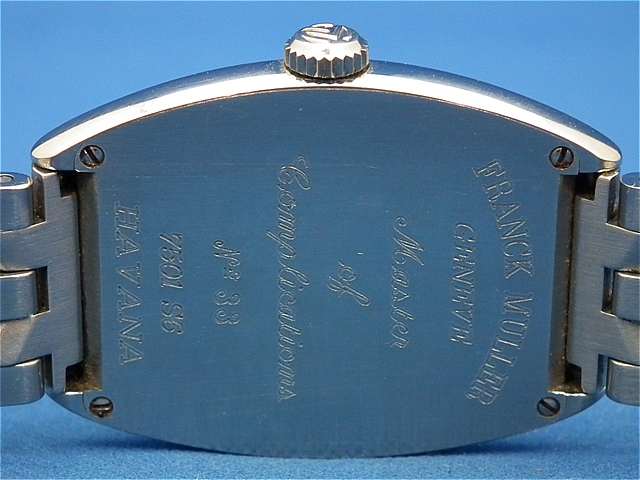 FRANCK MULLER
GENEVE
Master
of
Complications
No 33
7501 S6
HAVANA